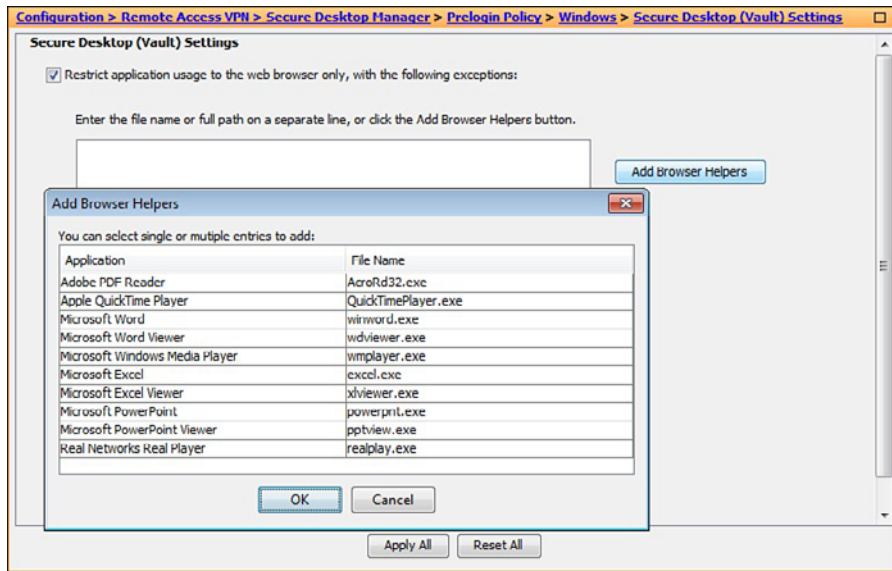 Configuration > Remote Access VPN > Secure Desktop Manager > Prelogin Policy > Windows > Secure Desktop (Vault) Settings
Secure Desktop (Vault) Settings
Restrict application usage to the web browser only, with the following exceptions:
Enter the file name or full path on a separate line, or click the Add Browser Helpers button.
Add Browser Helpers
Add Browser Helpers
You can select single or mutiple entries to add:
Application File Name
Adobe PDF Reader AcroRd32.exe
Apple QuickTime Player QuickTimePlayer.exe
Microsoft Word winword.exe
Microsoft Word Viewer wdviewer.exe
Microsoft Windows Media Player wmplayer.exe
Microsoft Excel excel.exe
Microsoft Excel Viewer xlviewer.exe
Microsoft PowerPoint powerpnt.exe
Microsoft PowerPoint Viewer pptview.exe
Real Networks Real Player realplay.exe
OK Cancel
Apply All Reset All